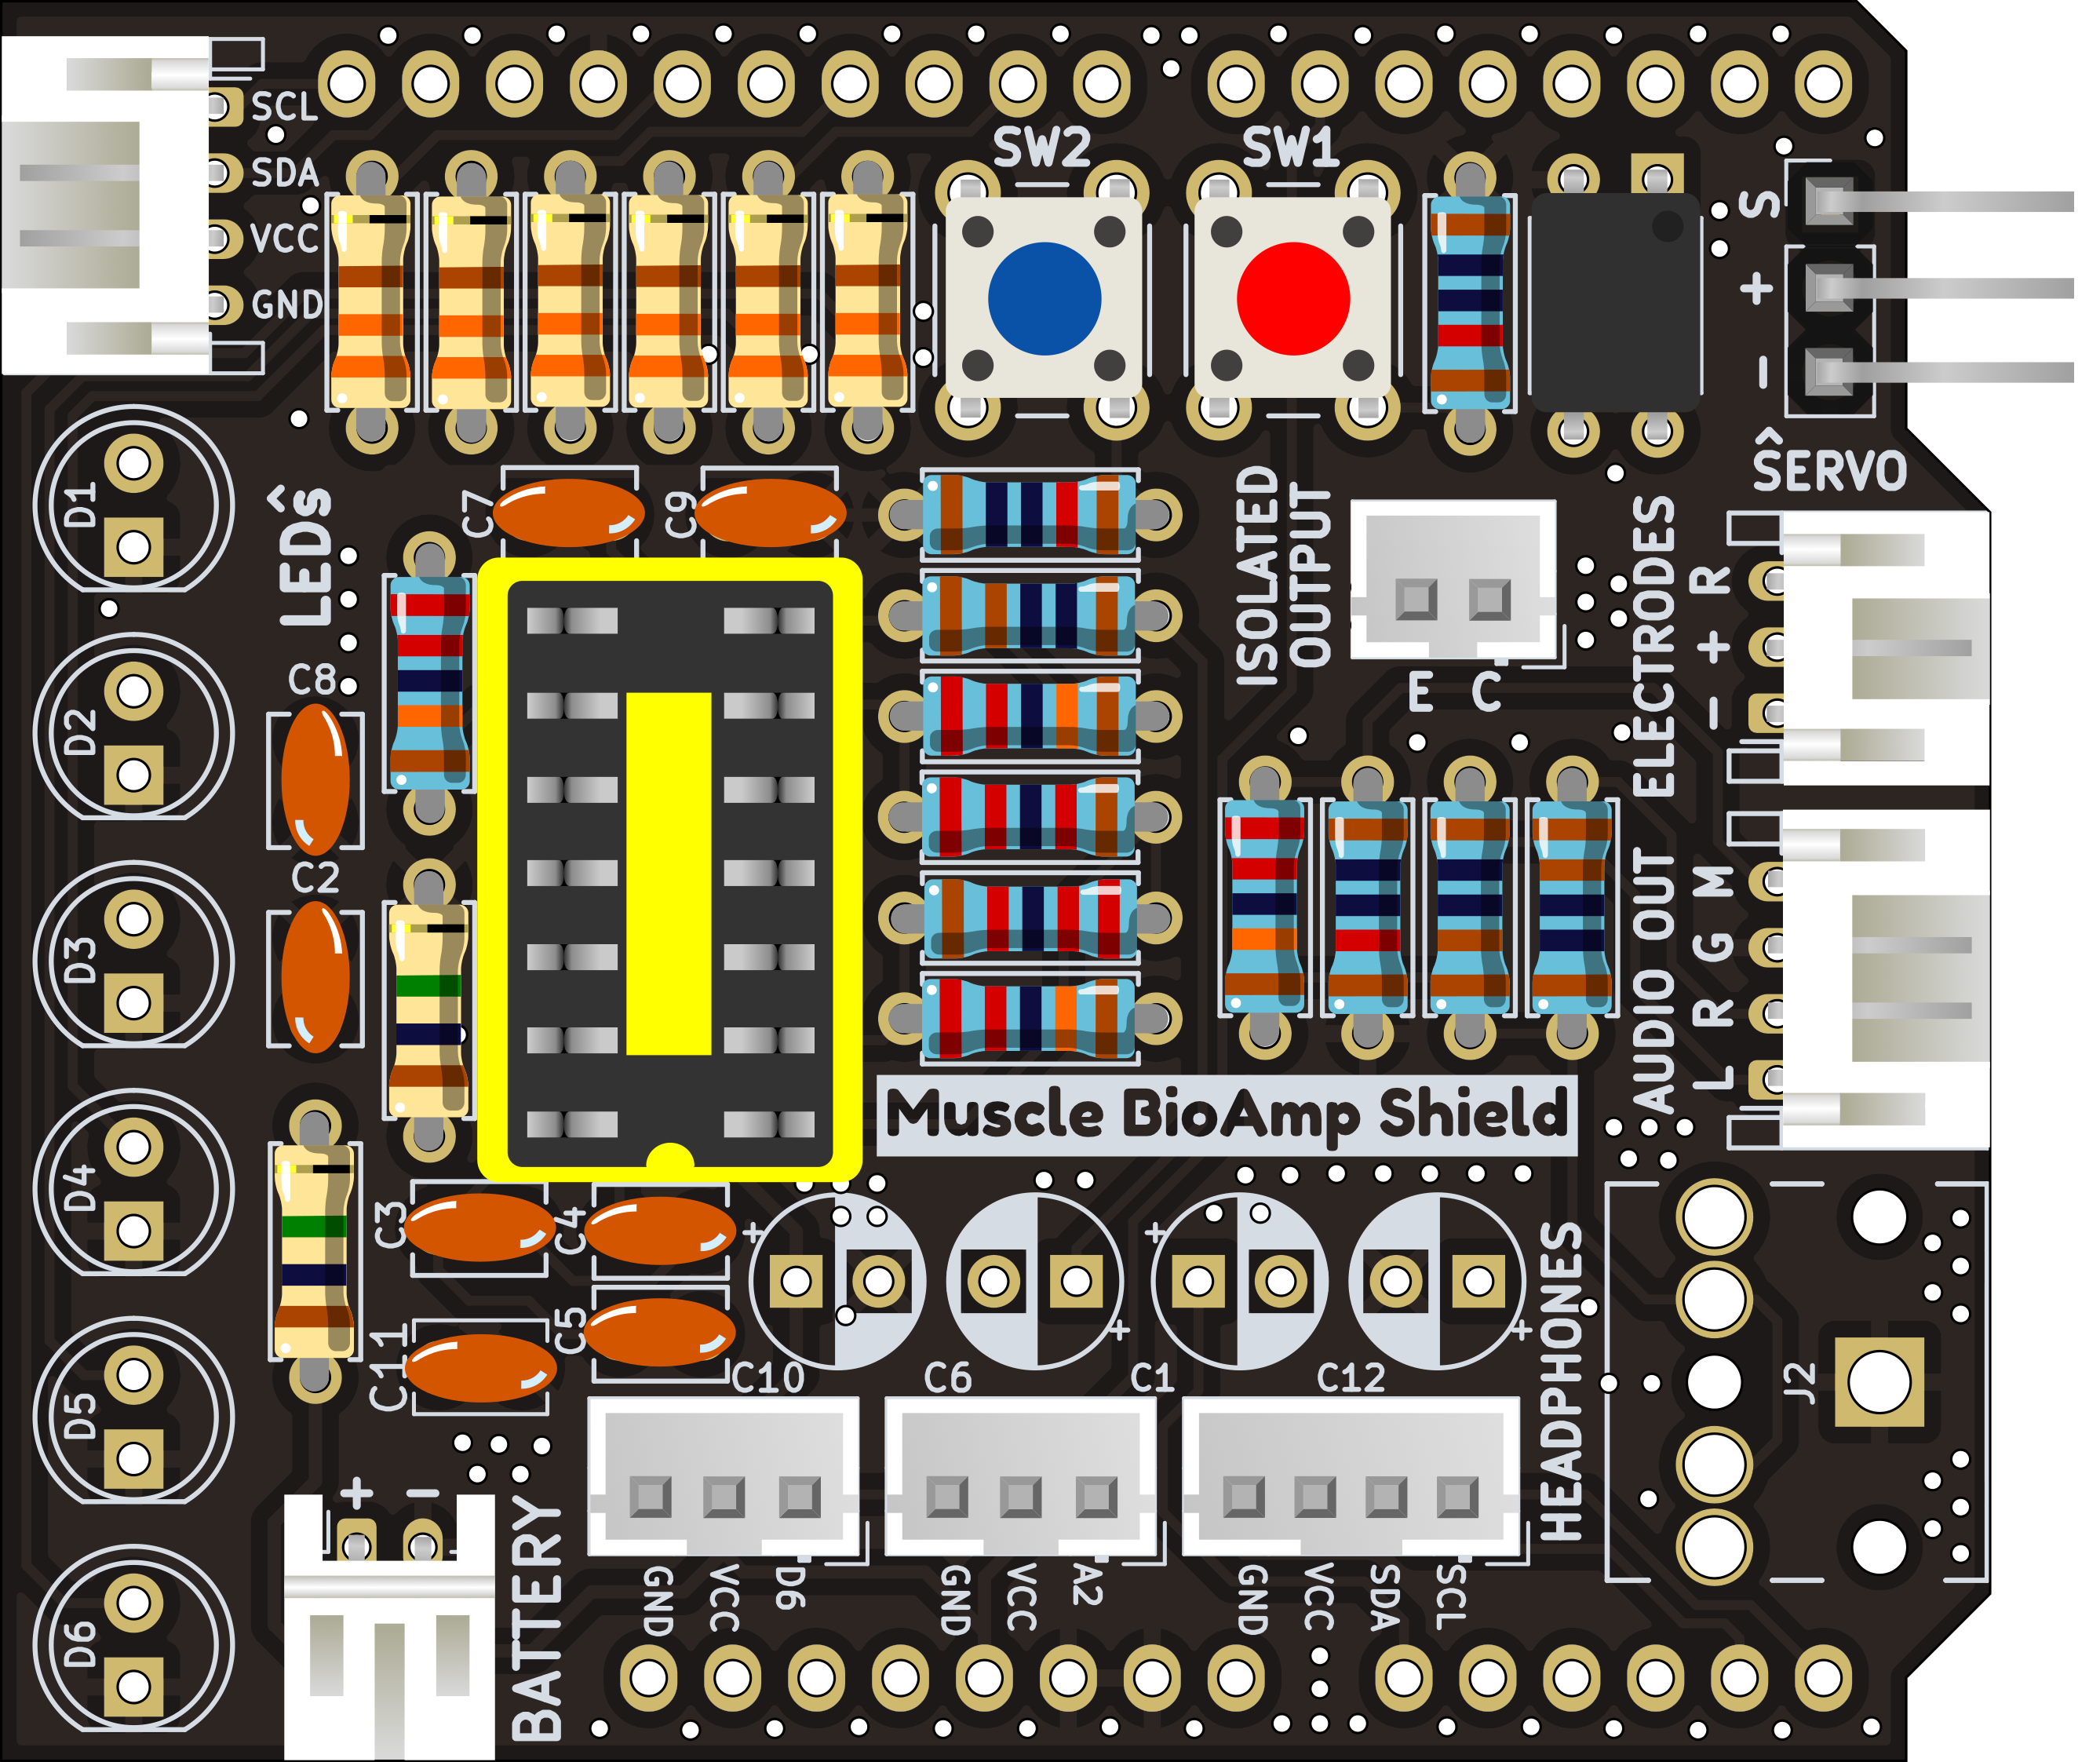 SCL
SDA
VCC
GND
SW2
SW1
S
+
-
^
SERVO
D1
D2
D3
D4
D5
D6
^
LEDs
C7
C9
C8
C2
ISOLATED
OUTPUT
E C
ELECTRODES
- + R
AUDIO OUT
L R G M
Muscle BioAmp Shield
C3
C4
C11
C5
+
+
+
+
C10
C6
C1
C12
HEADPHONES
J2
+ -
BATTERY
GND
VCC
D6
GND
VCC
A2
GND
VCC
SDA
SCL